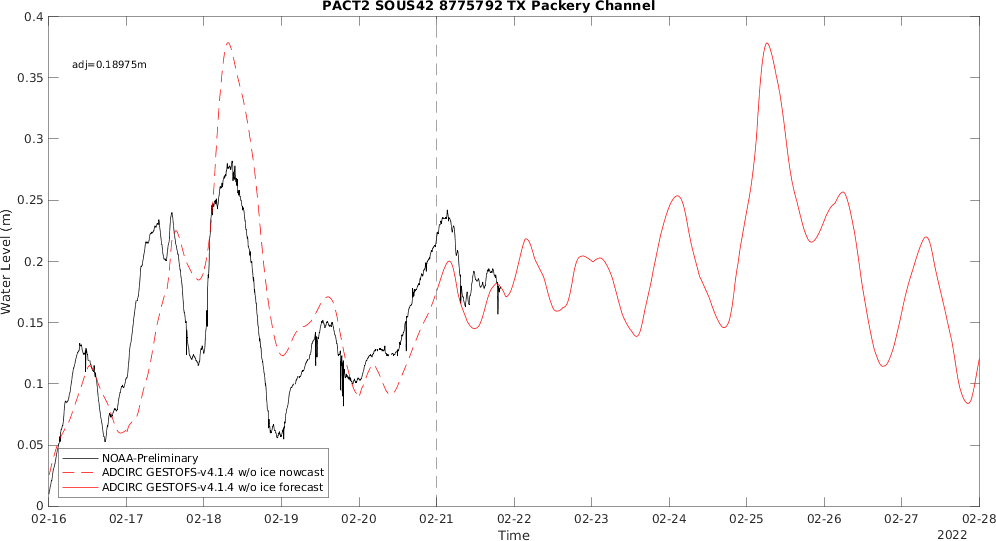 PACT2 SOUS42 8775792 TX Packery Channel
adj=0.18975m
0.4
0.35
0.3
0.25
0.2
0.15
0.1
0.05
0
Water Level (m)
NOAA-Preliminary
ADCIRC GESTOFS-v4.1.4 w/o ice nowcast
ADCIRC GESTOFS-v4.1.4 w/o ice forecast
02-16 02-17 02-18 02-19 02-20 02-21 02-22 02-23 02-24 02-25 02-26 02-27 02-28
Time
2022